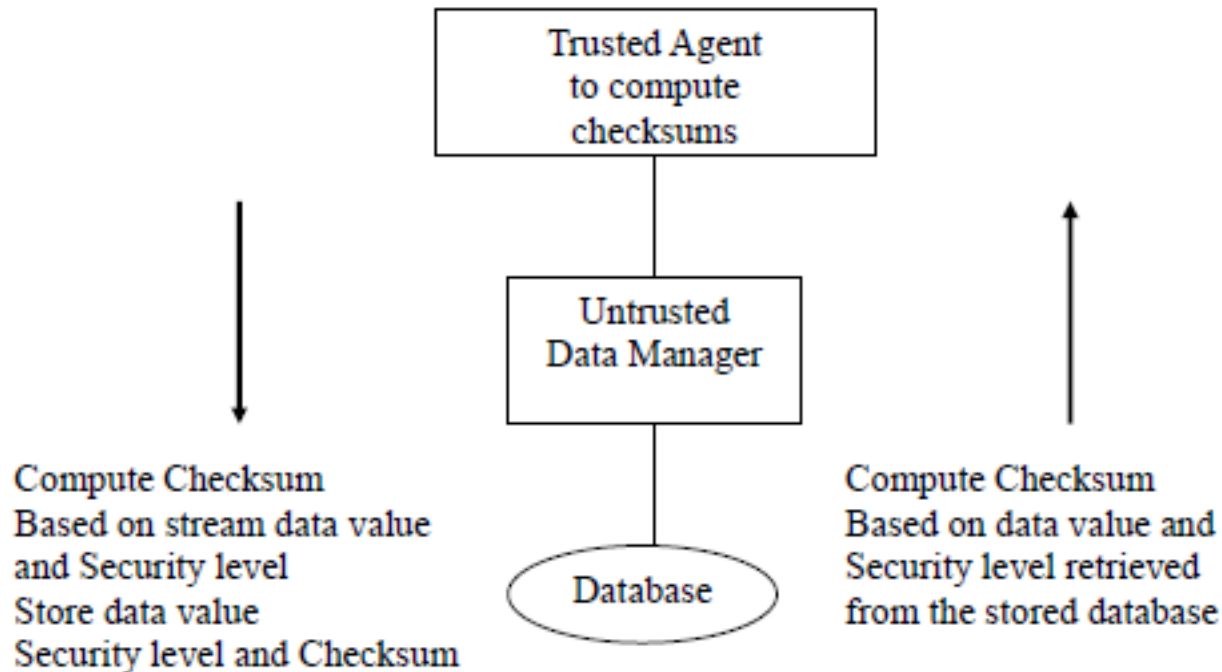 Trusted Agent
to compute
checksums
Untrusted
Data Manager
Compute Checksum
Based on stream data value
and Security level
Store data value
Security level and Checksum
Database
Compute Checksum
Based on data value and
Security level retrieved
from the stored database